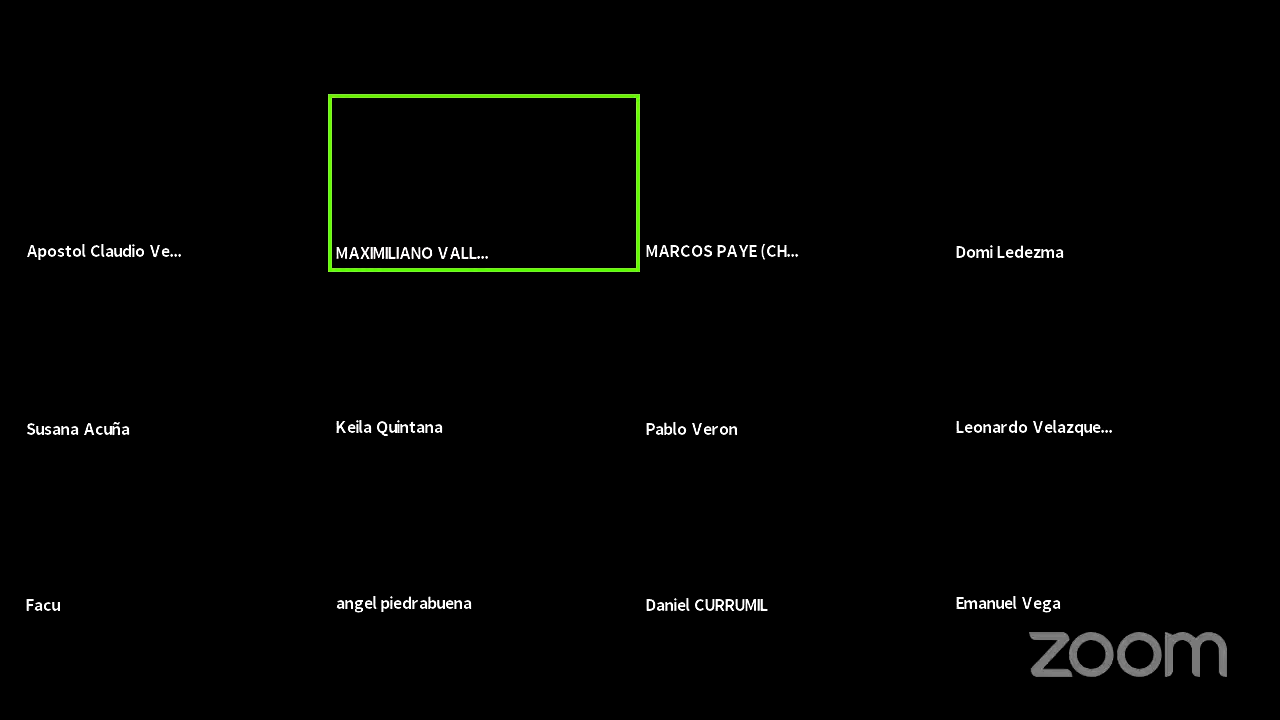 Apostol Claudio Ve...
MAXIMILIANO VALL...
MARCOS PAYE (CH...
Domi Ledezma
Susana Acuña
Keila Quintana
Pablo Veron
Leonardo Velazque...
Facu
angel piedrabuena
Daniel CURRUMIL
Emanuel Vega
zoom